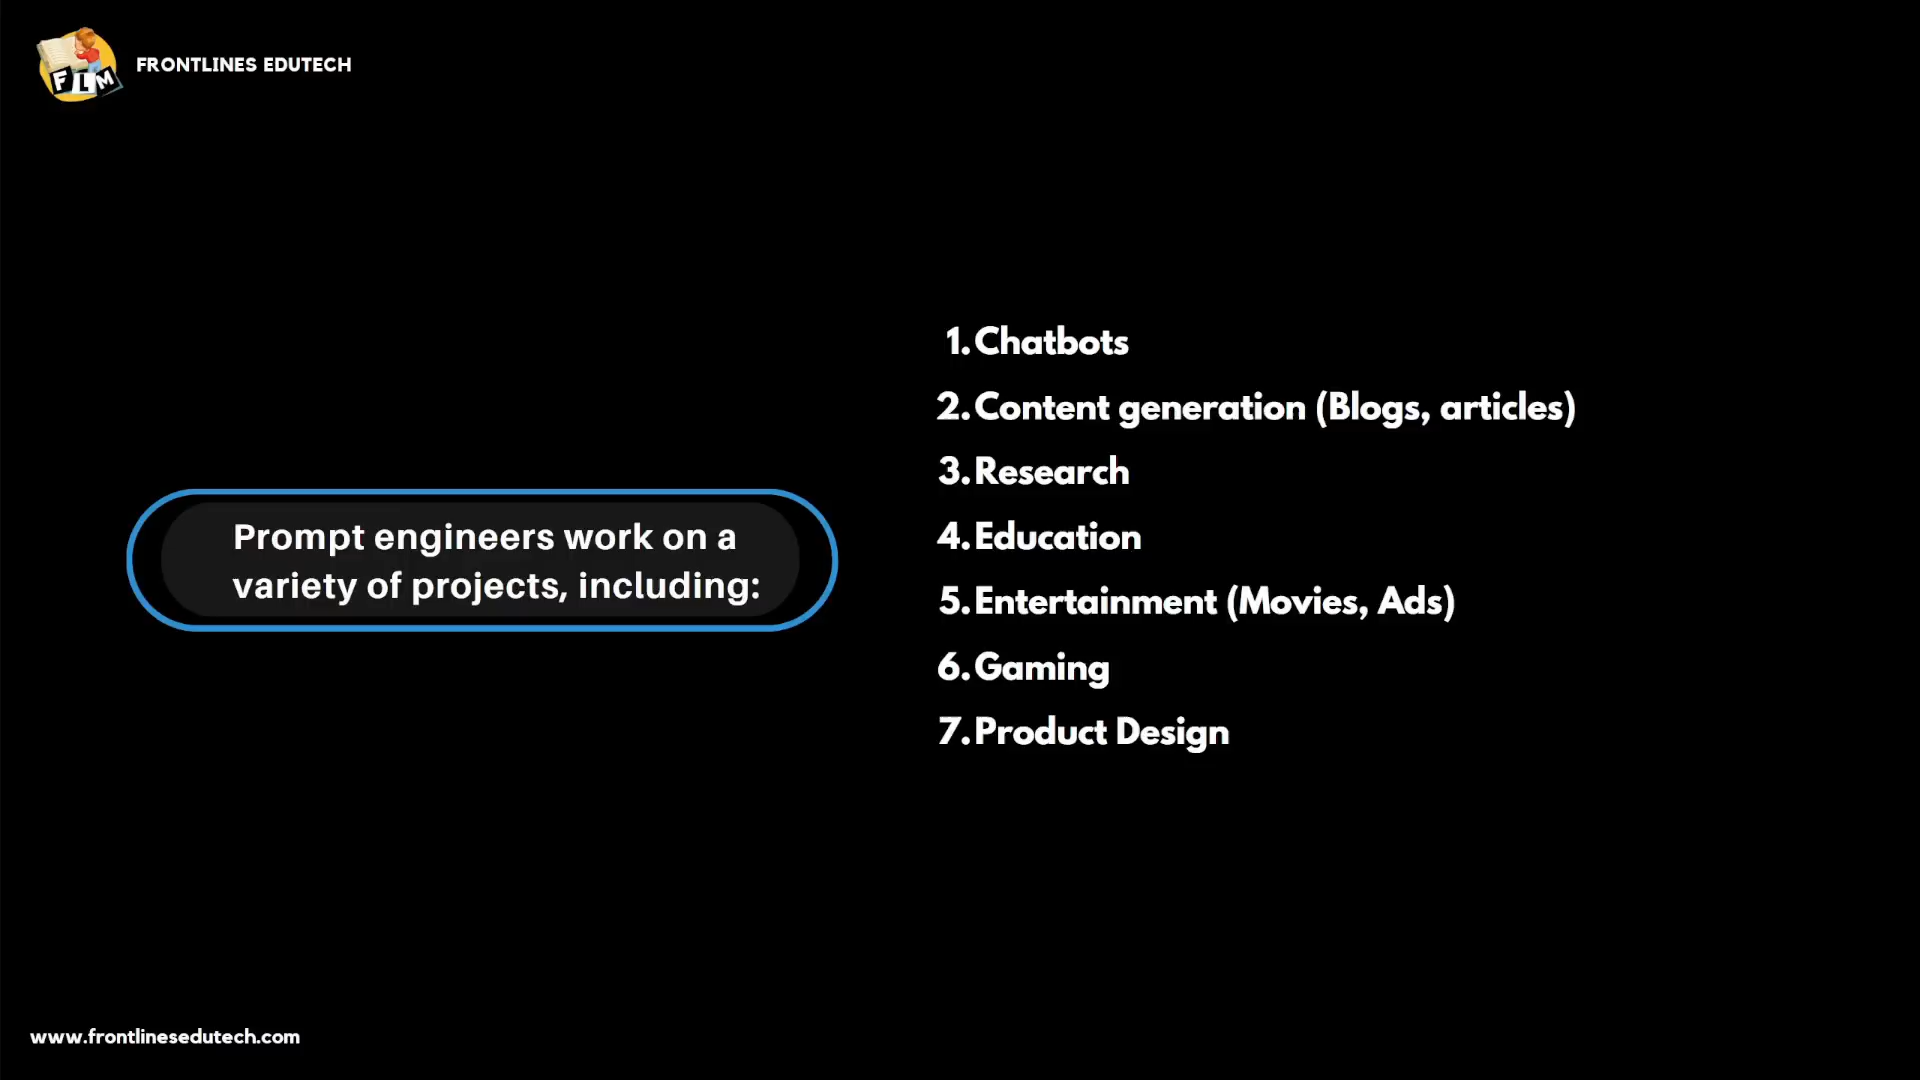 FLM
FRONTLINES EDUTECH
Prompt engineers work on a
variety of projects, including:
1. Chatbots
2. Content generation (Blogs, articles)
3. Research
4. Education
5. Entertainment (Movies, Ads)
6. Gaming
7. Product Design
www.frontlinesedutech.com